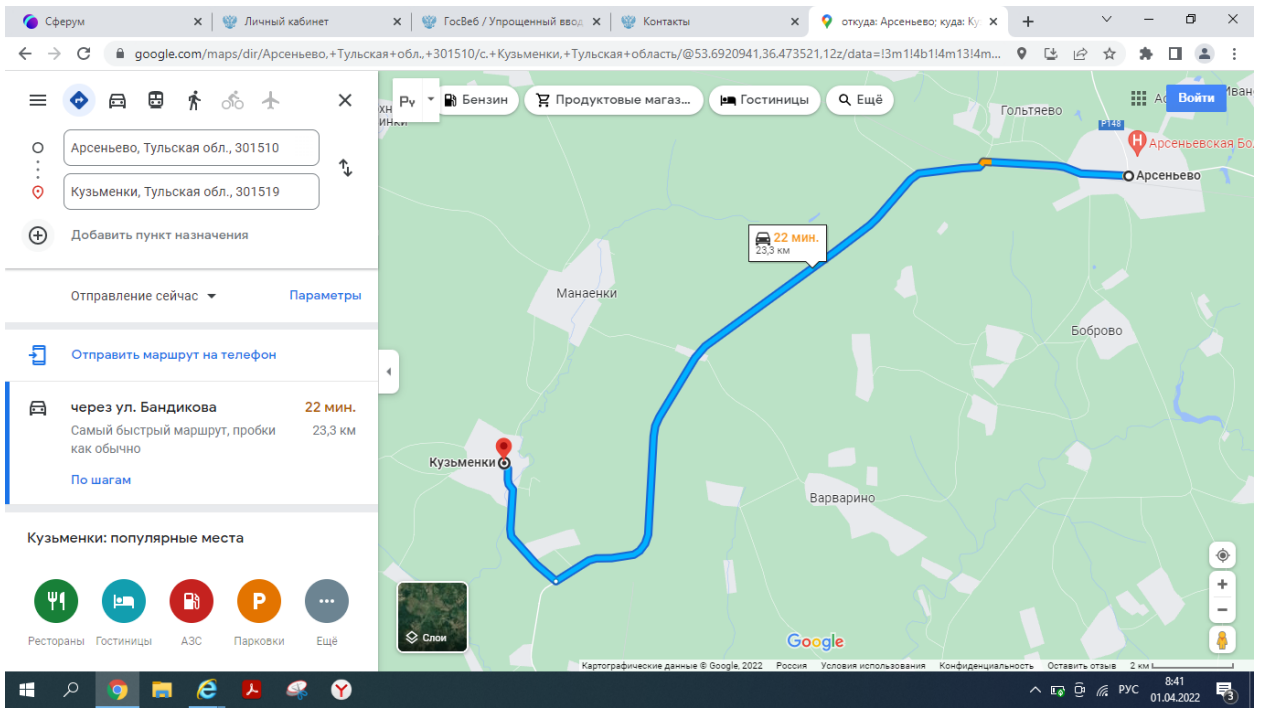 Сферум
Личный кабинет
ГосВеб / Упрощенный ввод
Контакты
откуда: Арсеньево; куда: Ку
google.com/maps/dir/Арсеньево,+Тульская+обл.,+301510/с.+Кузьменки,+Тульская+область/@53.6920941,36.473521,12z/data=!3m1!4b1!4m13!4m...
Арсеньево, Тульская обл., 301510
Кузьменки, Тульская обл., 301519
Добавить пункт назначения
Отправление сейчас
Параметры
Отправить маршрут на телефон
через ул. Бандикова
22 мин.
Самый быстрый маршрут, пробки
23,3 км
как обычно
По шагам
Кузьменки: популярные места
P
Рестораны
Гостиницы
АЗС
Парковки
Ещё
Ру
Бензин
Продуктовые магаз...
Гостиницы
Ещё
Войти
Гольтяево
Р148
H
Арсеньевская Бо
Арсеньево
22 мин.
23,3 км
Манаенки
Боброво
Кузьменки
Варварино
Слои
Google
Картографические данные © Google, 2022
Россия
Условия использования
Конфиденциальность
Оставить отзыв
2 км
РУС
8:41
01.04.2022
3